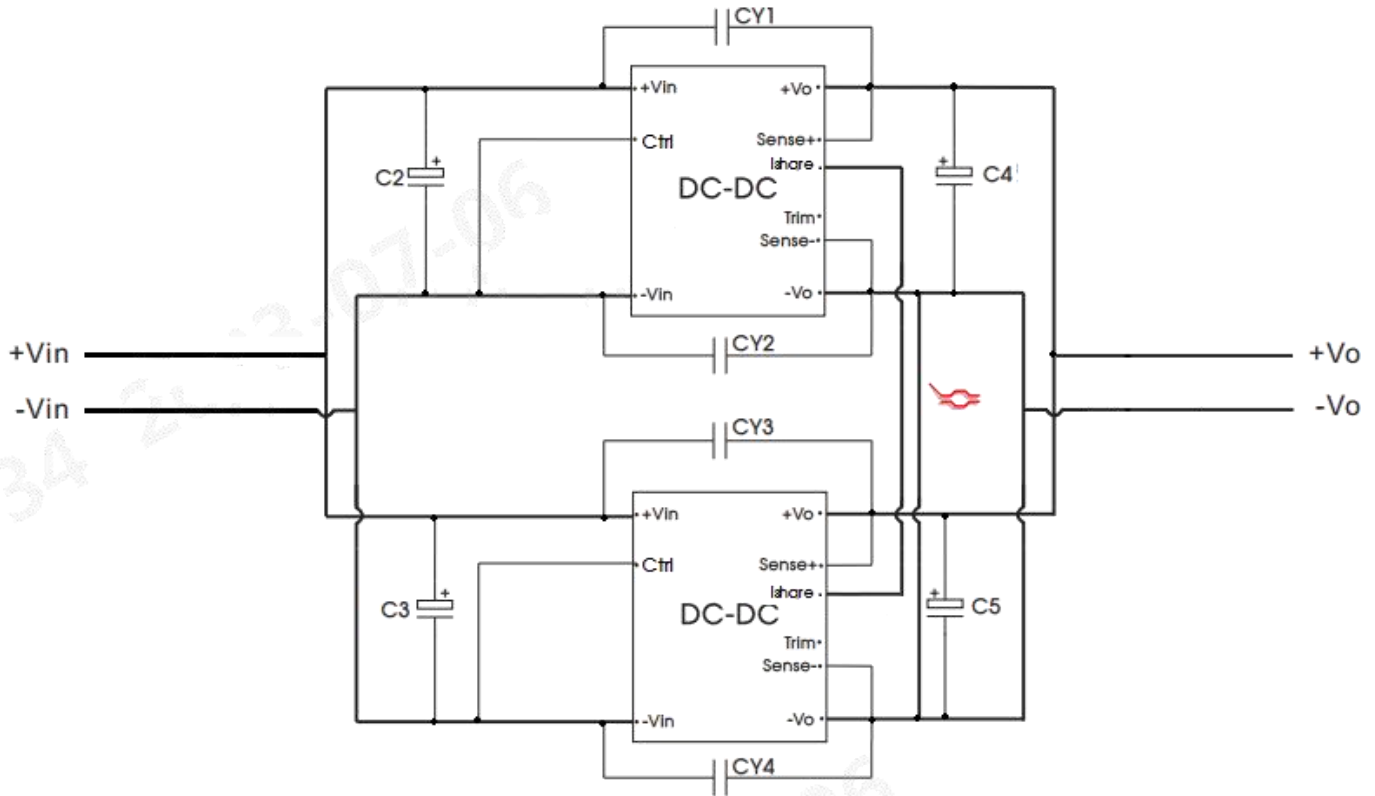 CY1
+Vin
+Vo
Ctrl
Sense+
Ishare
C2
+
DC-DC
+
C4
Trim
Sense-
-Vin
-Vo
+Vin
CY2
+Vo
-Vin
-Vo
CY3
+Vin
+Vo
Ctrl
Sense+
Ishare
C3
+
DC-DC
+
C5
Trim
Sense-
-Vin
-Vo
CY4